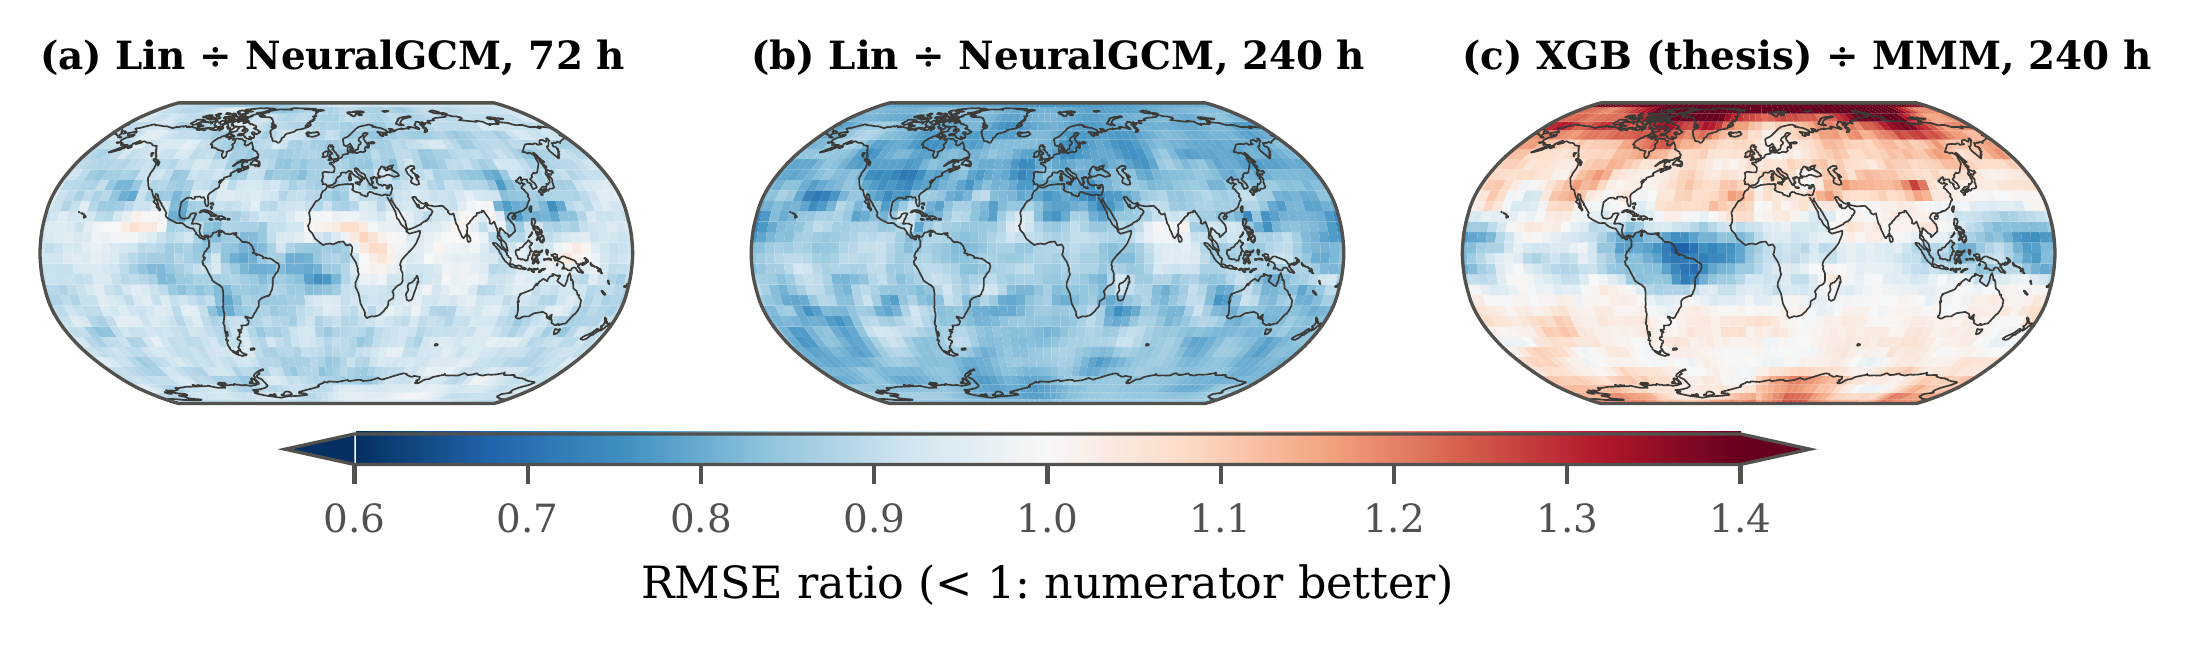 (a) Lin ÷ NeuralGCM, 72 h
(b) Lin ÷ NeuralGCM, 240 h
(c) XGB (thesis) ÷ MMM, 240 h
0.6 0.7 0.8 0.9 1.0 1.1 1.2 1.3 1.4
RMSE ratio (< 1: numerator better)